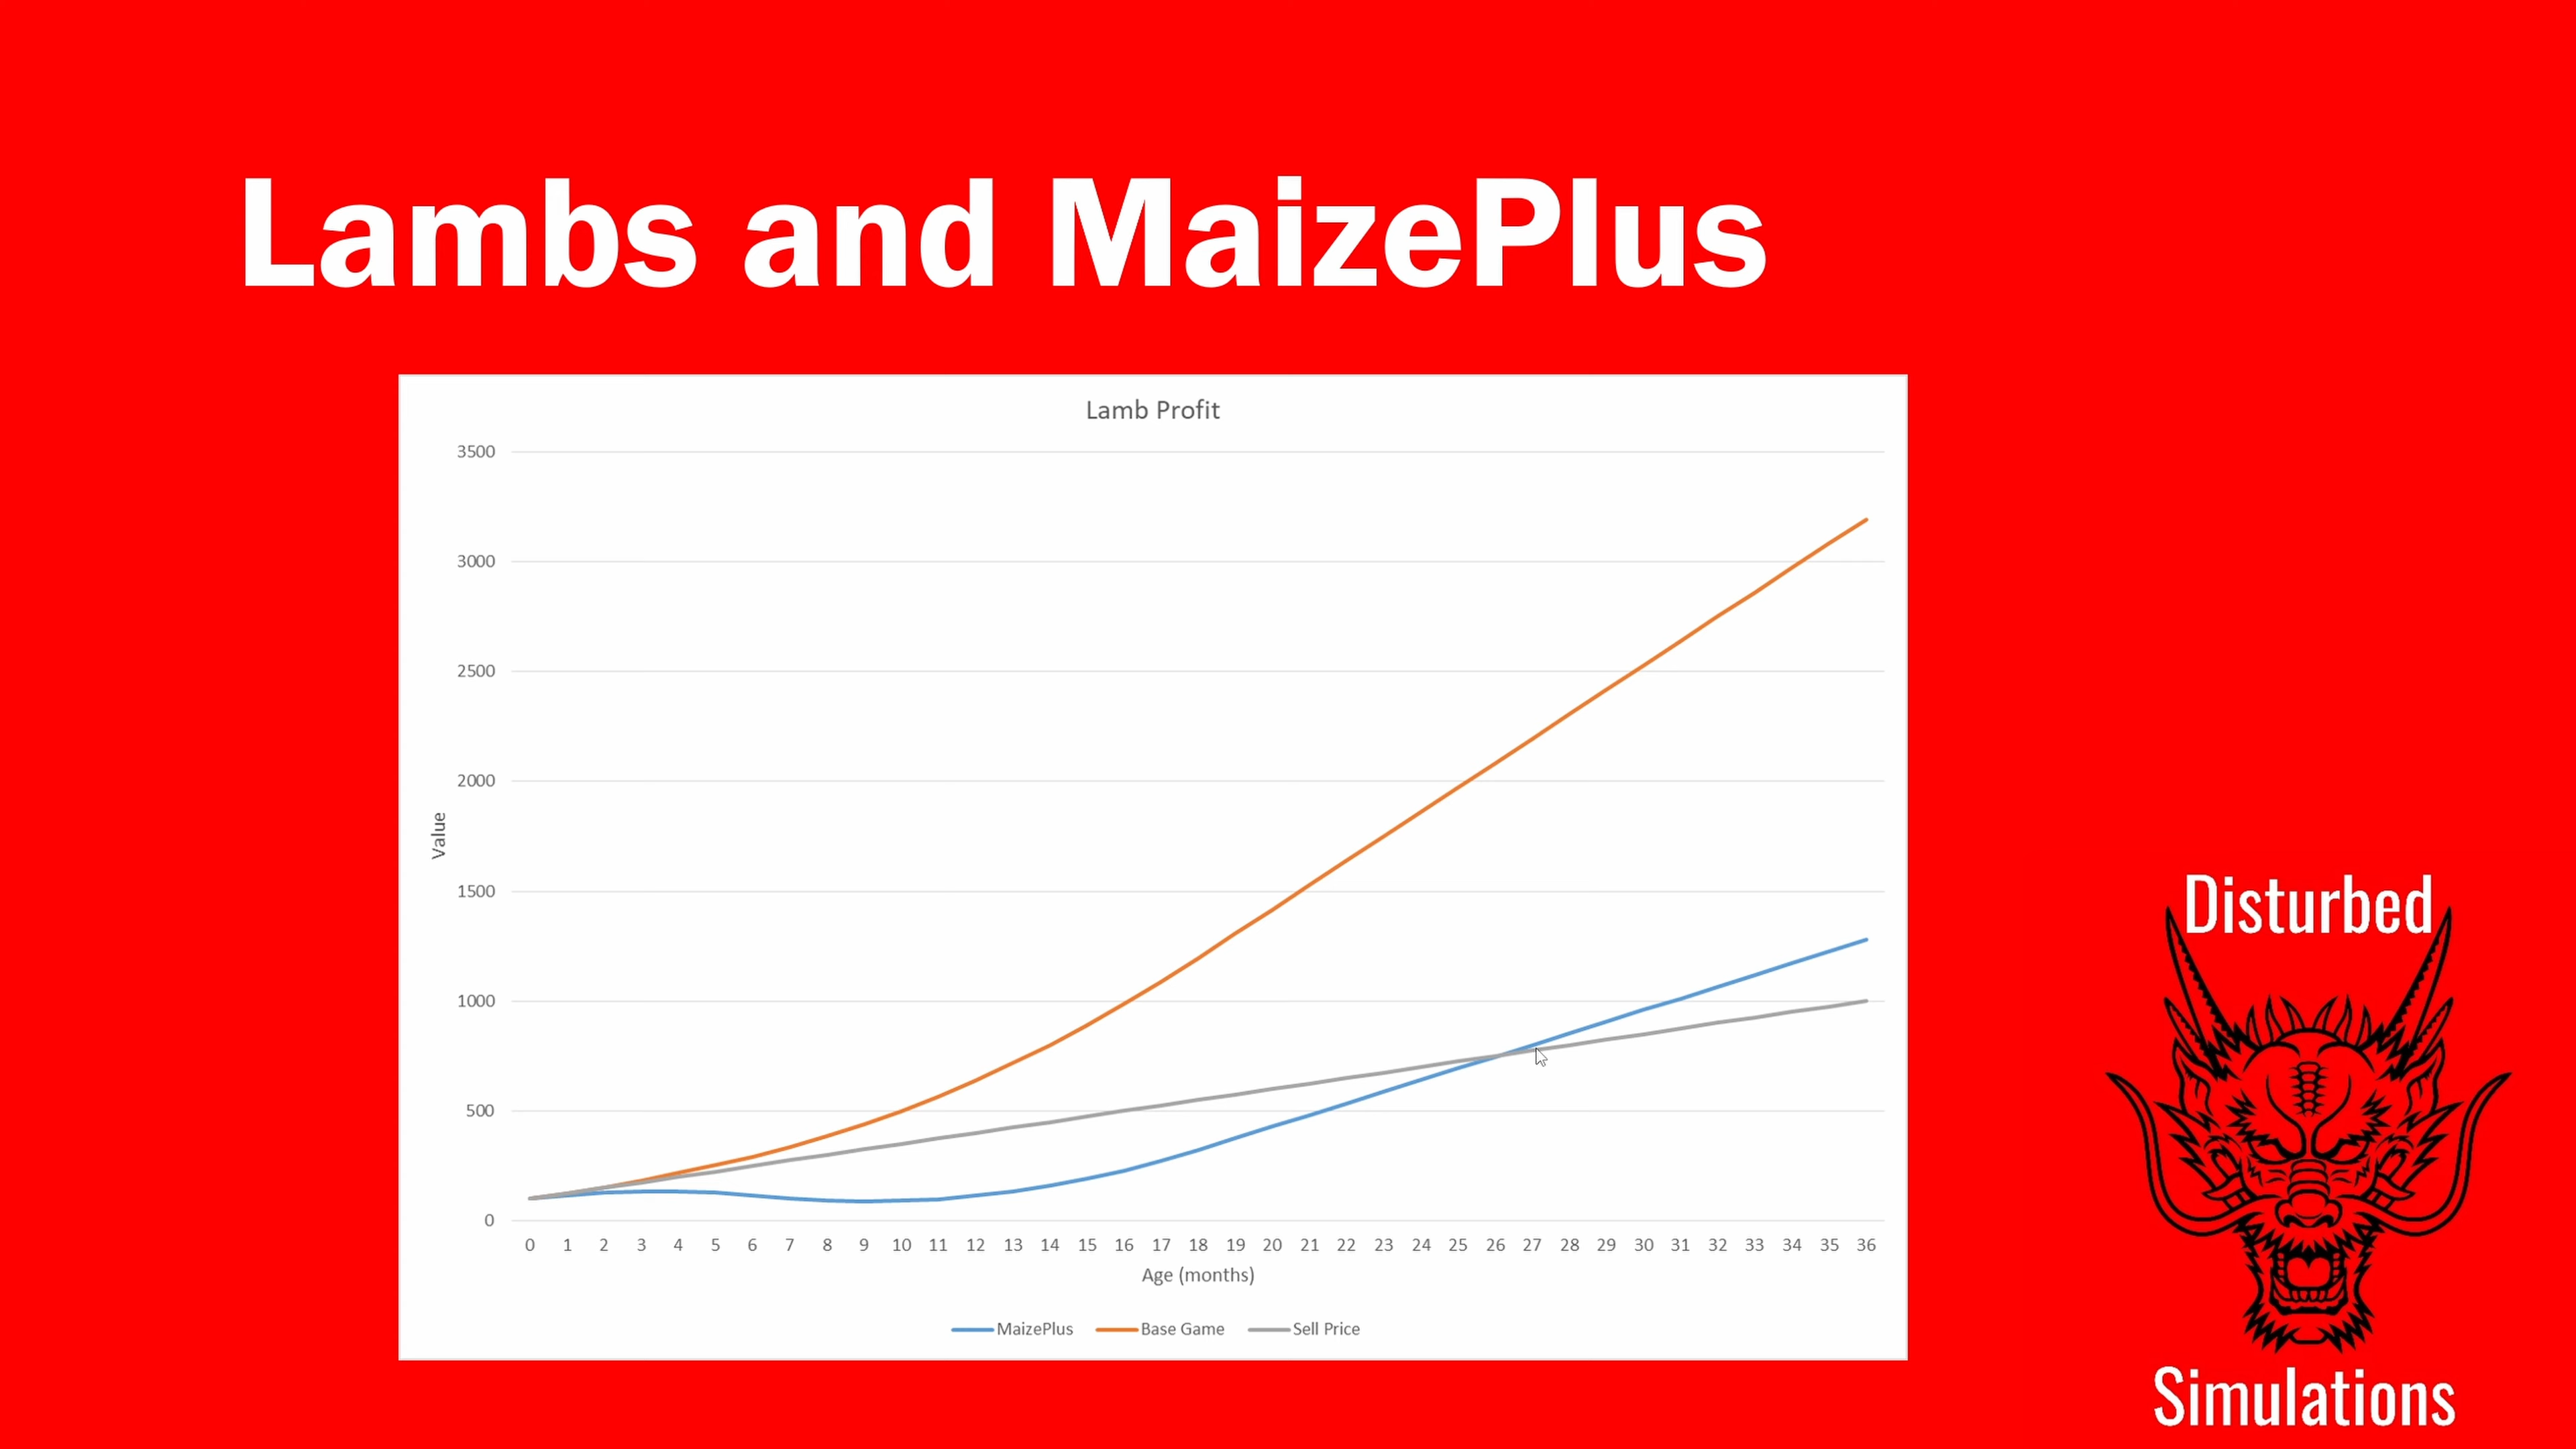 Lambs and MaizePlus
Lamb Profit
3500
3000
2500
2000
1500
1000
500
0
Value
0 1 2 3 4 5 6 7 8 9 10 11 12 13 14 15 16 17 18 19 20 21 22 23 24 25 26 27 28 29 30 31 32 33 34 35 36
Age (months)
MaizePlus Base Game Sell Price
Disturbed
Simulations